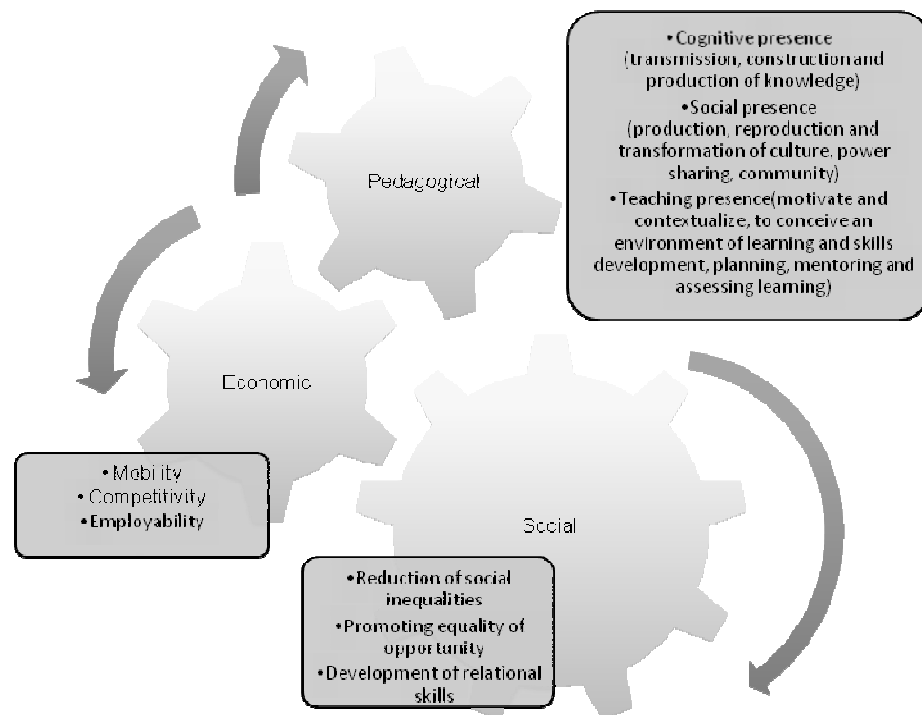 •Cognitive presence
(transmission, construction and
production of knowledge)
•Social presence
(production, reproduction and
transformation of culture, power
sharing, community)
•Teaching presence(motivate and
contextualize, to conceive an
environment of learning and skills
development, planning, mentoring and
assessing learning)
Pedagogical
Economic
• Mobility
• Competitivity
• Employability
Social
•Reduction of social
inequalities
•Promoting equality of
opportunity
•Development of relational
skills